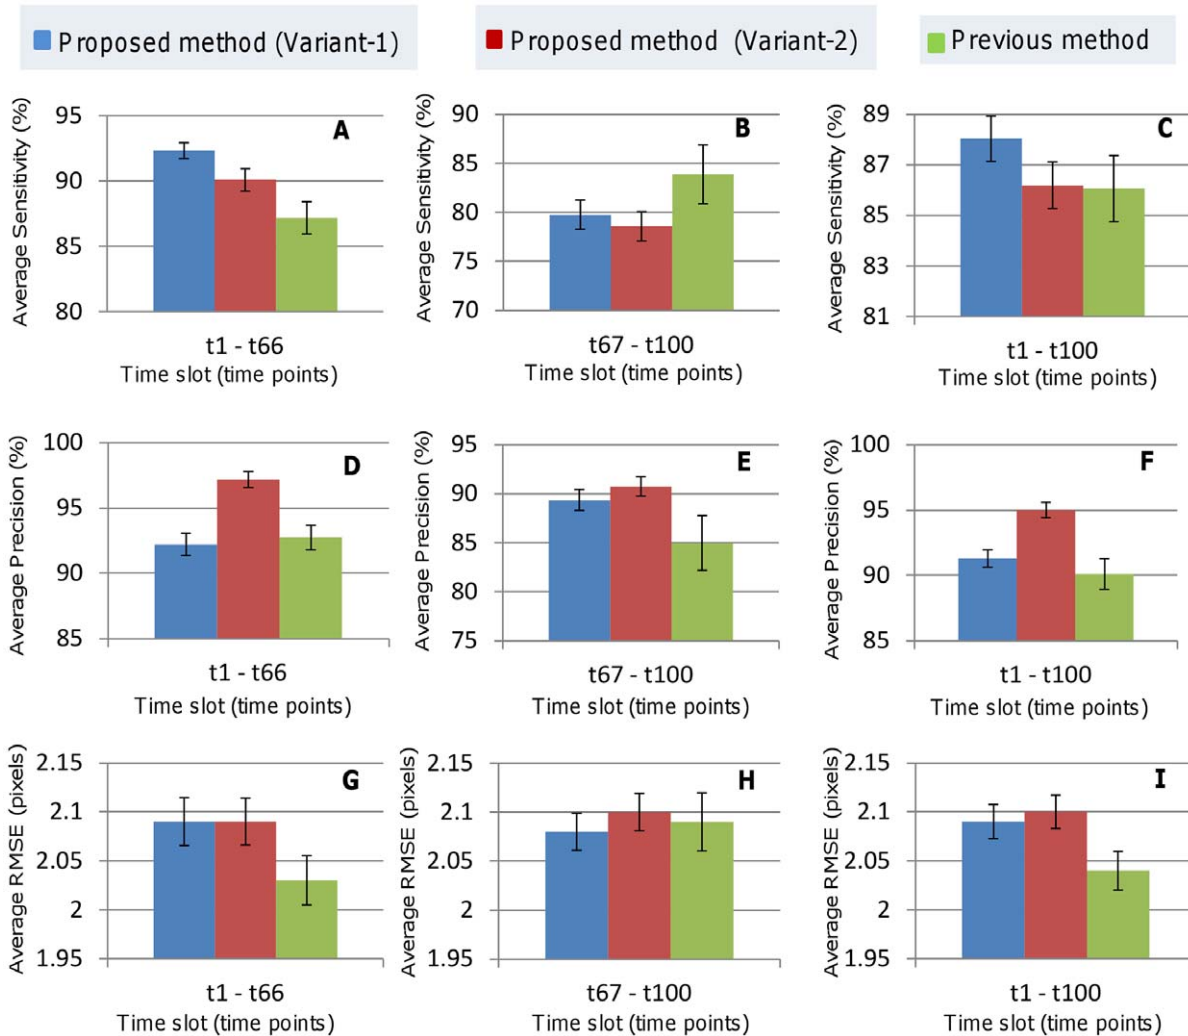 Proposed method (Variant-1)
Proposed method (Variant-2)
Previous method
Average Sensitivity (%)
95
90
85
80
A
t1 - t66
Time slot (time points)
Average Sensitivity (%)
90
85
80
75
70
B
t67 - t100
Time slot (time points)
Average Sensitivity (%)
89
87
85
83
81
C
t1 - t100
Time slot (time points)
Average Precision (%)
100
95
90
85
D
t1 - t66
Time slot (time points)
Average Precision (%)
95
90
85
80
75
E
t67 - t100
Time slot (time points)
Average Precision (%)
100
95
90
85
F
t1 - t100
Time slot (time points)
Average RMSE (pixels)
2.15
2.1
2.05
2
1.95
G
t1 - t66
Time slot (time points)
Average RMSE (pixels)
2.15
2.1
2.05
2
1.95
H
t67 - t100
Time slot (time points)
Average RMSE (pixels)
2.15
2.1
2.05
2
1.95
I
t1 - t100
Time slot (time points)